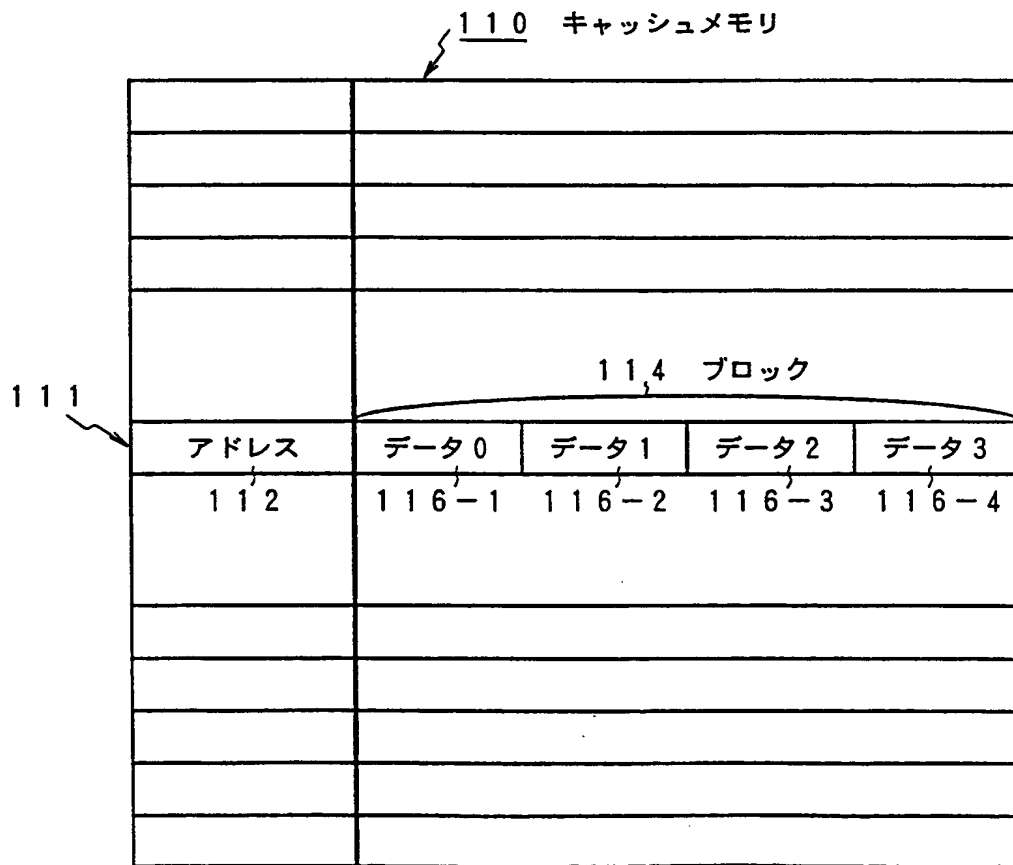 110 キャッシュメモリ
114 ブロック
111
アドレス データ0 データ1 データ2 データ3
112 116-1 116-2 116-3 116-4